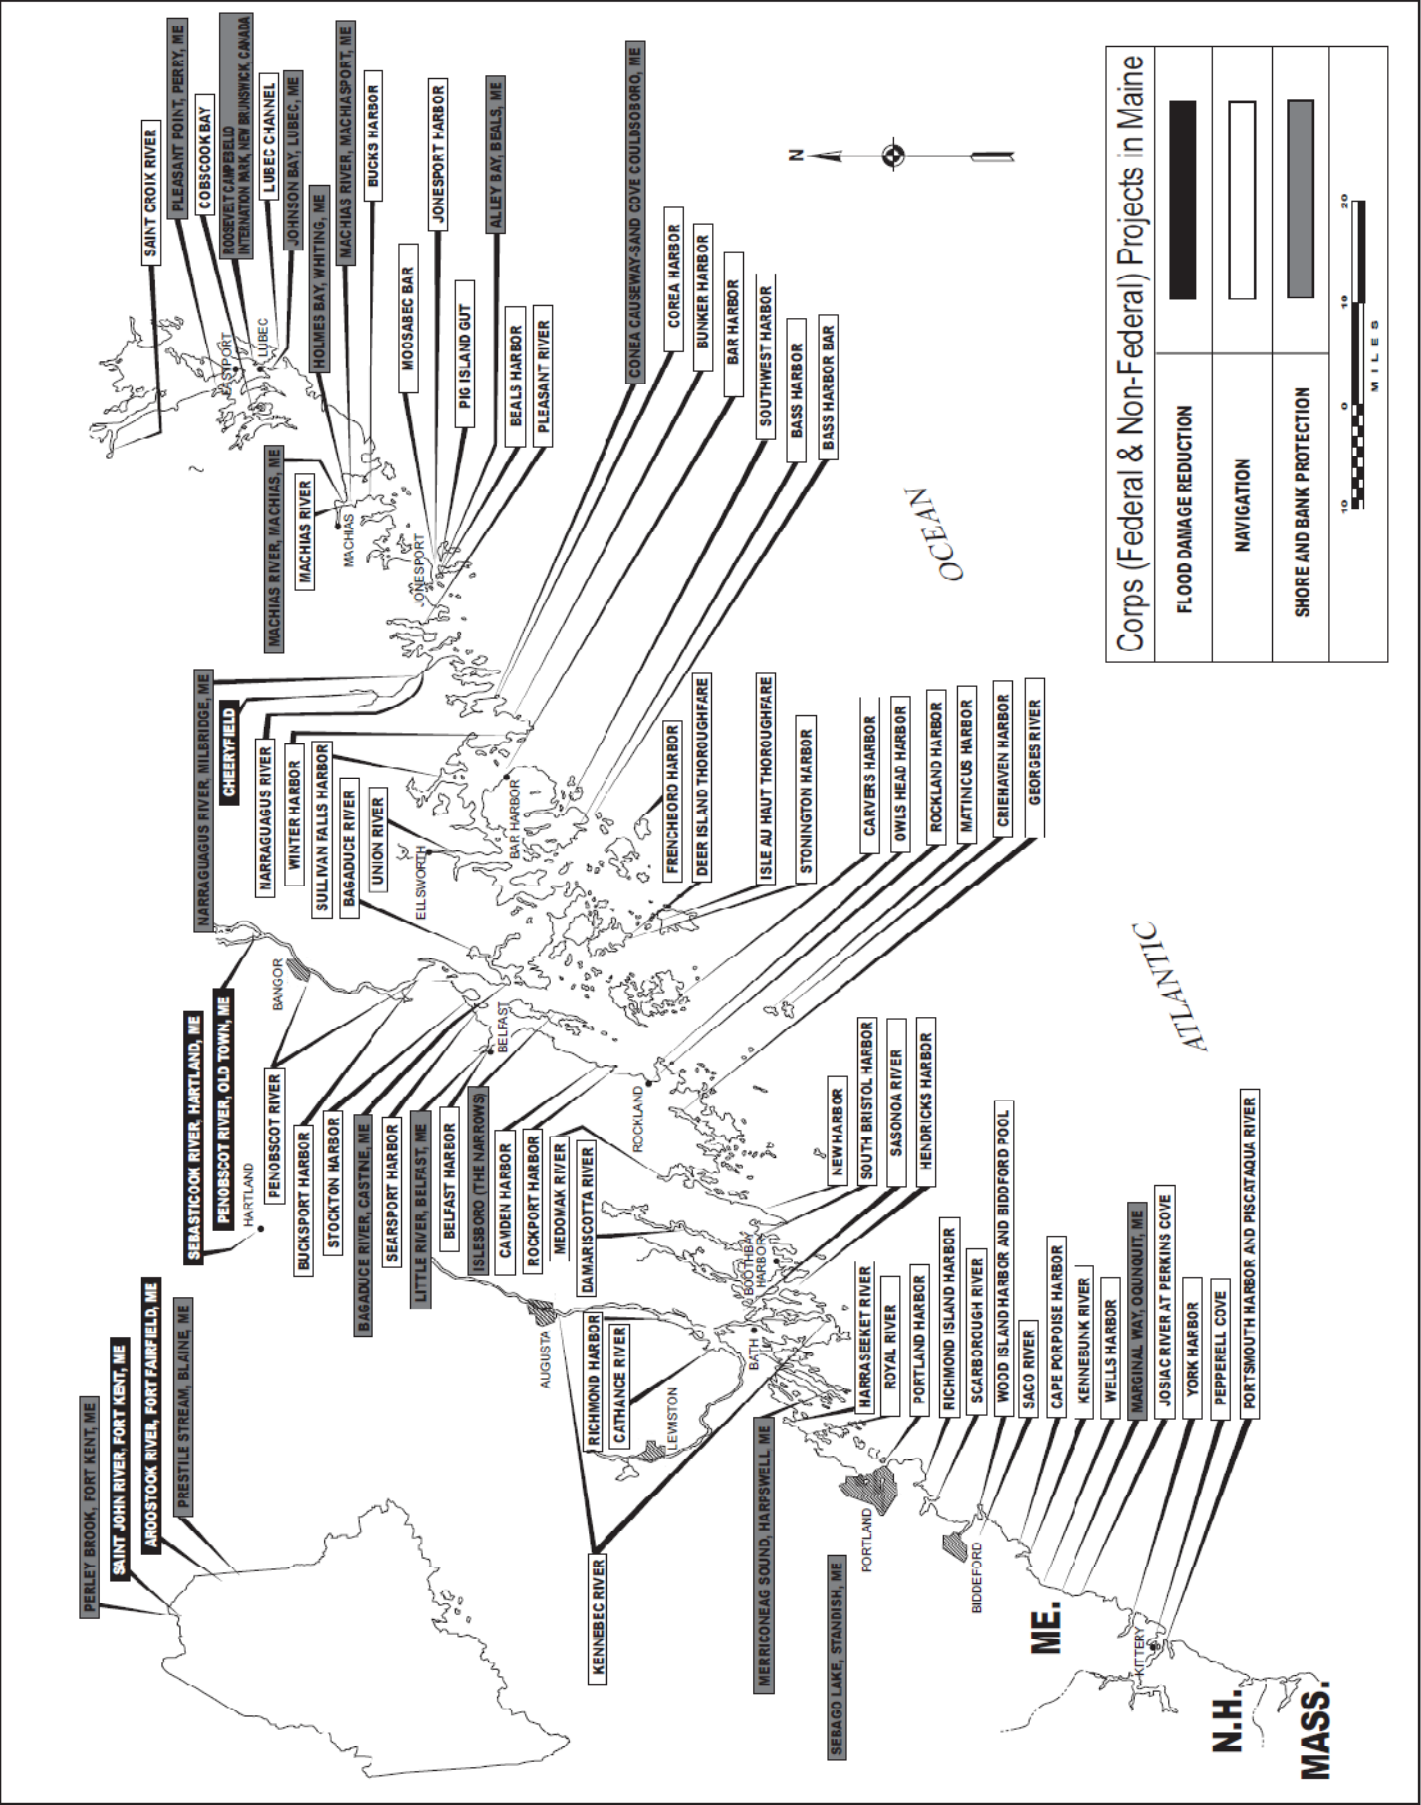 Corps (Federal & Non-Federal) Projects in Maine
FLOOD DAMAGE REDUCTION
NAVIGATION
SHORE AND BANK PROTECTION
10
0
10
20
MILES
N
SAINT CROIX RIVER
PLEASANT POINT, PERRY, ME
COBSCOOK BAY
ROOSEVELT CAMPEBELLO
INTERNATION PARK, NEW BRUNSWICK, CANADA
LUBEC CHANNEL
JOHNSON BAY, LUBEC, ME
HOLMES BAY, WHITING, ME
MACHIAS RIVER, MACHIASPORT, ME
BUCKS HARBOR
MOOSABEC BAR
JONESPORT HARBOR
PIG ISLAND GUT
ALLEY BAY, BEALS, ME
BEALS HARBOR
PLEASANT RIVER
CONEA CAUSEWAY-SAND COVE COULDSOBORO, ME
COREA HARBOR
BUNKER HARBOR
BAR HARBOR
SOUTHWEST HARBOR
BASS HARBOR
BASS HARBOR BAR
EASTPORT
LUBEC
MACHIAS RIVER, MACHIAS, ME
MACHIAS RIVER
MACHIAS
JONESPORT
OCEAN
NARRAGUAGUS RIVER, MILBRIDGE, ME
CHEERYFIELD
NARRAGUAGUS RIVER
WINTER HARBOR
SULLIVAN FALLS HARBOR
BAGADUCE RIVER
UNION RIVER
ELLSWORTH
BAR HARBOR
FRENCHEORD HARBOR
DEER ISLAND THOROUGHFARE
ISLE AU HAUT THOROUGHFARE
STONINGTON HARBOR
CARVERS HARBOR
OWLS HEAD HARBOR
ROCKLAND HARBOR
MATINICUS HARBOR
CRIEHAVEN HARBOR
GEORGES RIVER
ATLANTIC
SEBASTICOOK RIVER, HARTLAND, ME
PENOBSCOT RIVER, OLD TOWN, ME
HARTLAND
BANGOR
PENOBSCOT RIVER
BUCKSPORT HARBOR
STOCKTON HARBOR
BAGADUCE RIVER, CASTINE, ME
SEARSPORT HARBOR
LITTLE RIVER, BELFAST, ME
BELFAST HARBOR
ISLESBORO (THE NARROWS)
CAMDEN HARBOR
ROCKPORT HARBOR
MEDOMAK RIVER
DAMARISCOTTA RIVER
BELFAST
ROCKLAND
NEW HARBOR
SOUTH BRISTOL HARBOR
SASONOA RIVER
HENDRICKS HARBOR
BOOTHBAY
HARBOR
AUGUSTA
RICHMOND HARBOR
CATHANCE RIVER
LEWISTON
BATH
KENNEBEC RIVER
PERLEY BROOK, FORT KENT, ME
SAINT JOHN RIVER, FORT KENT, ME
AROOSTOOK RIVER, FORT FAIRFIELD, ME
PRESTILE STREAM, BLAINE, ME
MERRICONEAG SOUND, HARPSWELL, ME
SEBAGO LAKE, STANDISH, ME
HARRASEEKET RIVER
ROYAL RIVER
PORTLAND HARBOR
RICHMOND ISLAND HARBOR
SCARBOROUGH RIVER
WOOD ISLAND HARBOR AND BIDDFORD POOL
SACO RIVER
CAPE PORPOISE HARBOR
KENNEBUNK RIVER
WELLS HARBOR
MARGINAL WAY, OQUNQUIT, ME
JOSIAC RIVER AT PERKINS COVE
YORK HARBOR
PEPPERELL COVE
PORTSMOUTH HARBOR AND PISCATAQUA RIVER
PORTLAND
BIDDEFORD
KITTERY
ME.
N.H.
MASS.